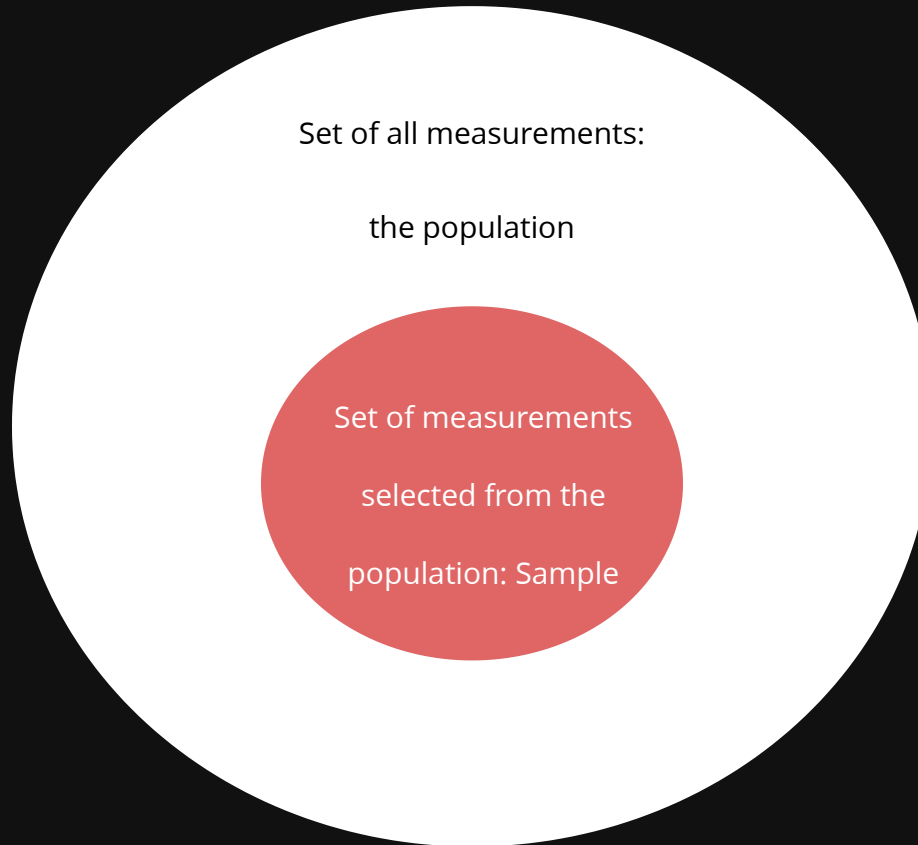 Set of all measurements:
the population
Set of measurements
selected from the
population: Sample